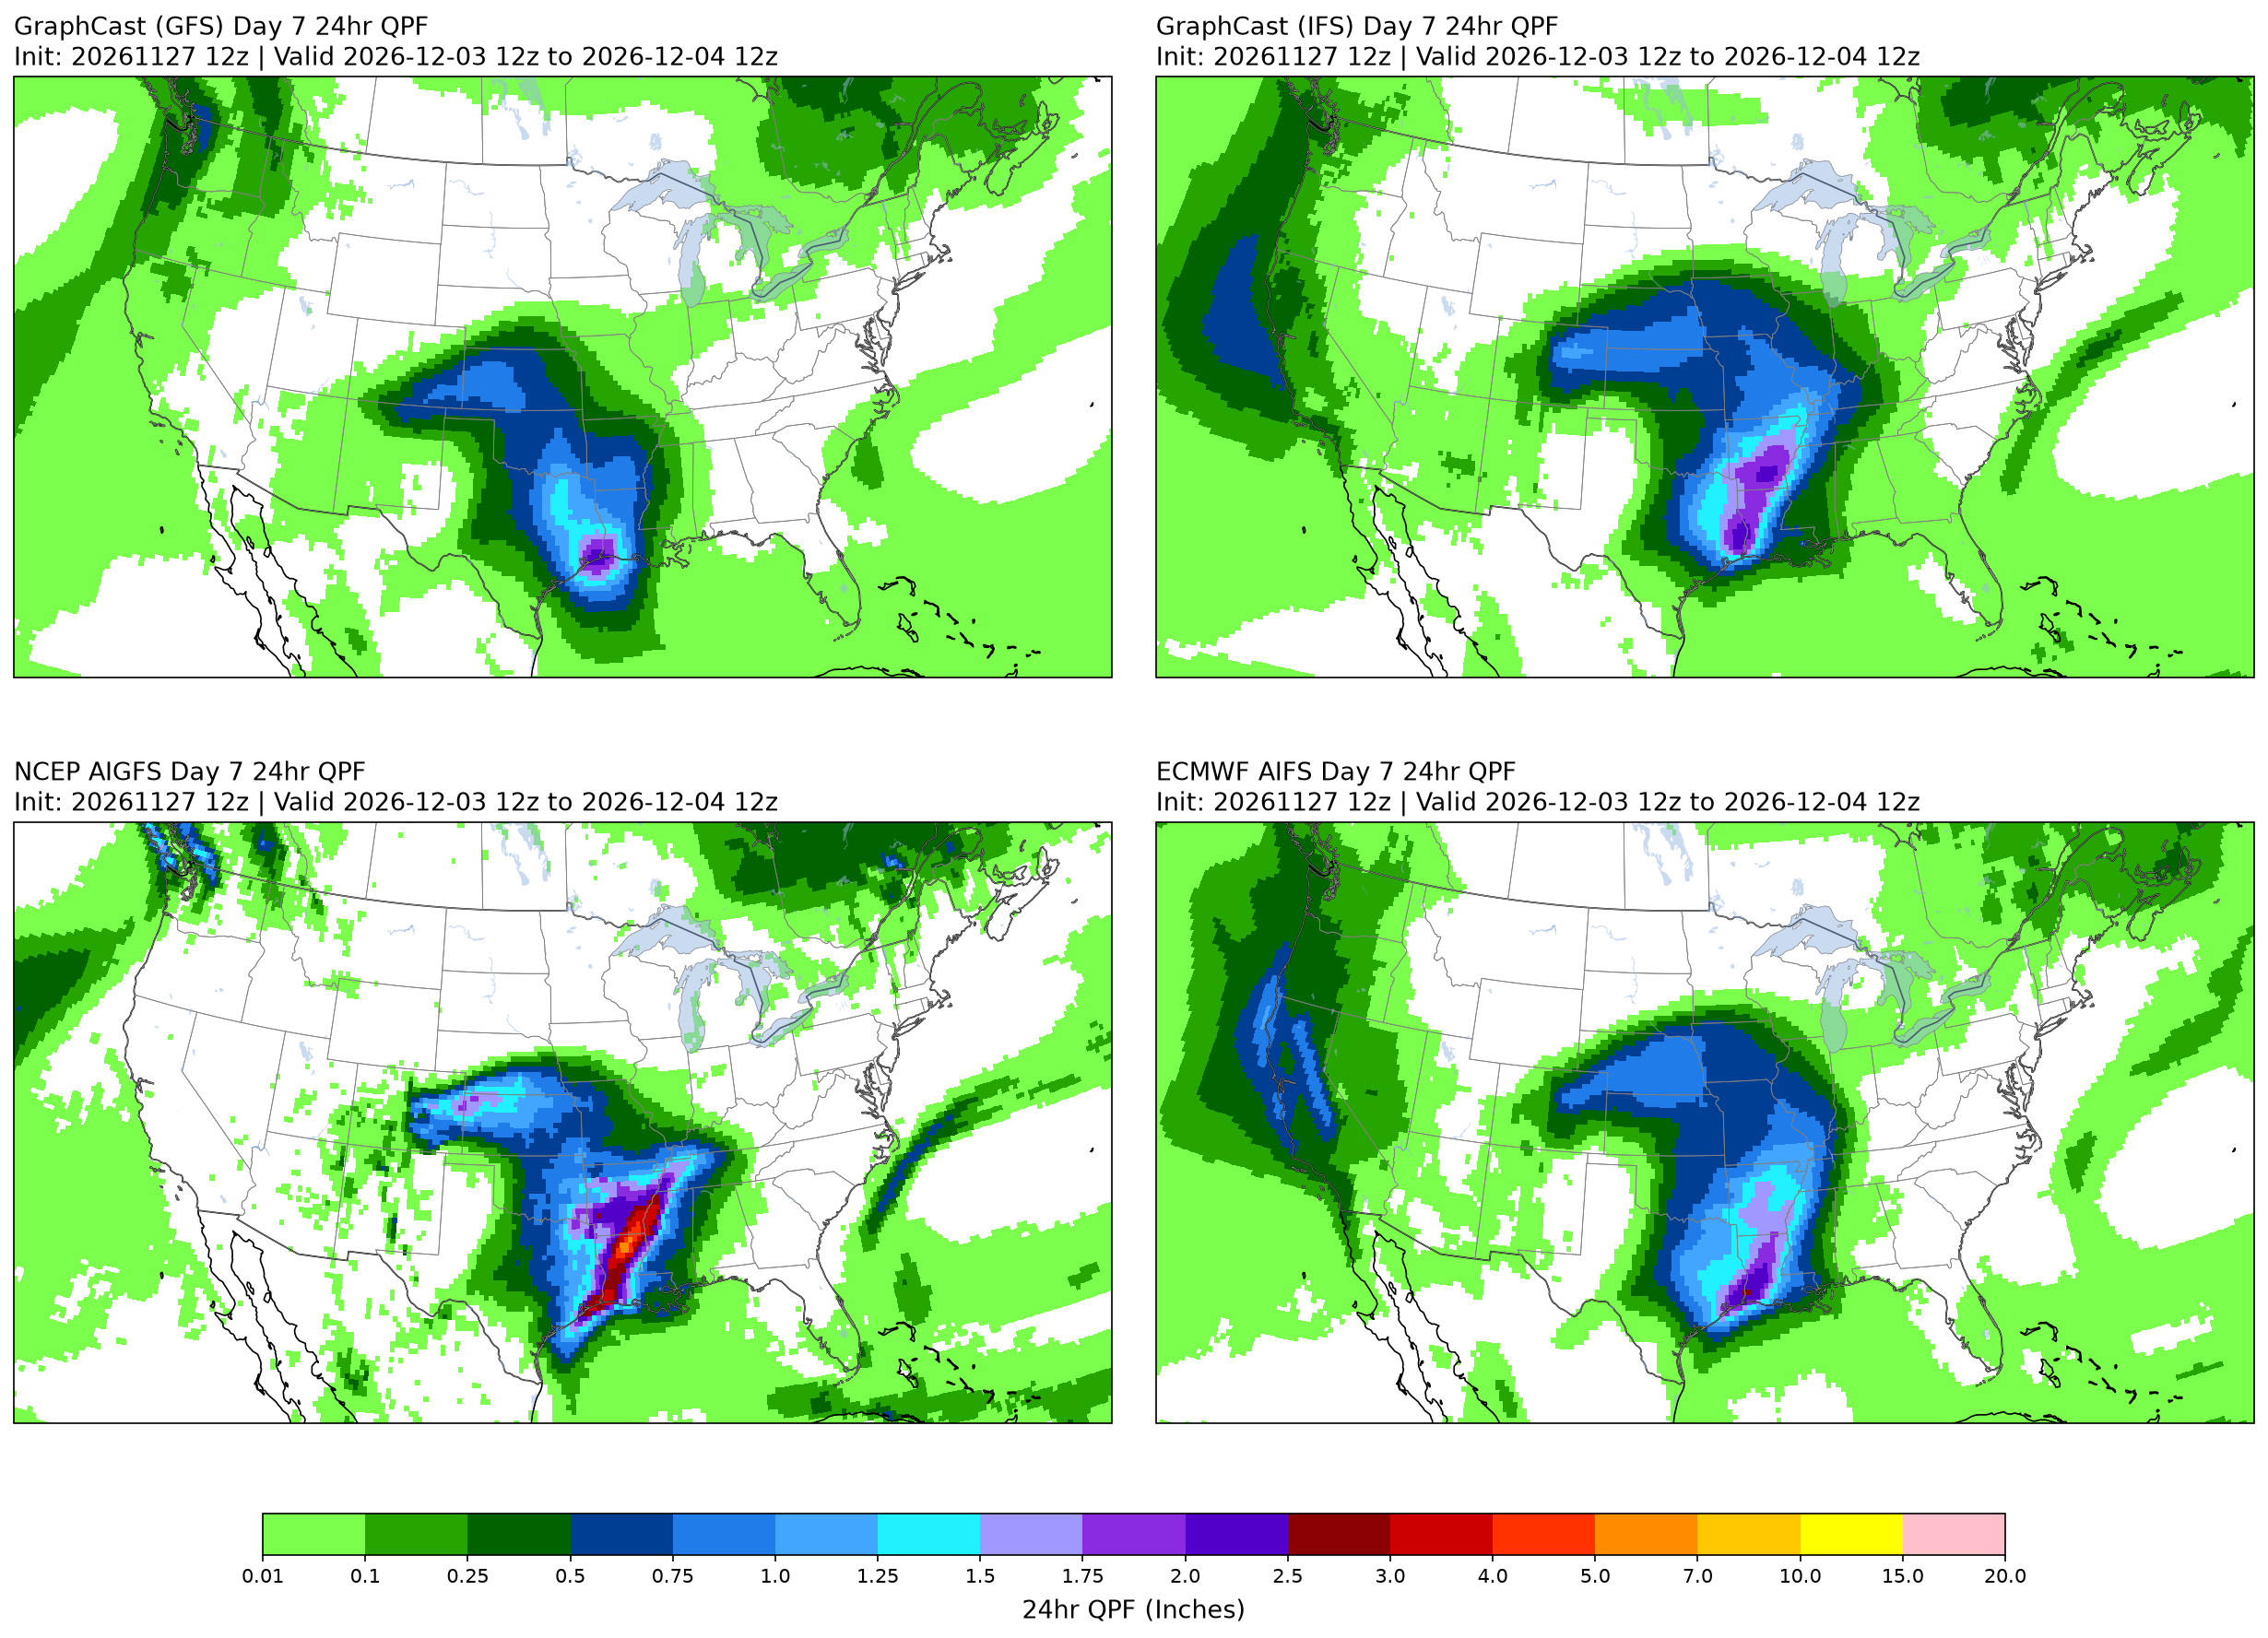 GraphCast (GFS) Day 7 24hr QPF
Init: 20261127 12z | Valid 2026-12-03 12z to 2026-12-04 12z
GraphCast (IFS) Day 7 24hr QPF
Init: 20261127 12z | Valid 2026-12-03 12z to 2026-12-04 12z
NCEP AIGFS Day 7 24hr QPF
Init: 20261127 12z | Valid 2026-12-03 12z to 2026-12-04 12z
ECMWF AIFS Day 7 24hr QPF
Init: 20261127 12z | Valid 2026-12-03 12z to 2026-12-04 12z
0.01 0.1 0.25 0.5 0.75 1.0 1.25 1.5 1.75 2.0 2.5 3.0 4.0 5.0 7.0 10.0 15.0 20.0
24hr QPF (Inches)